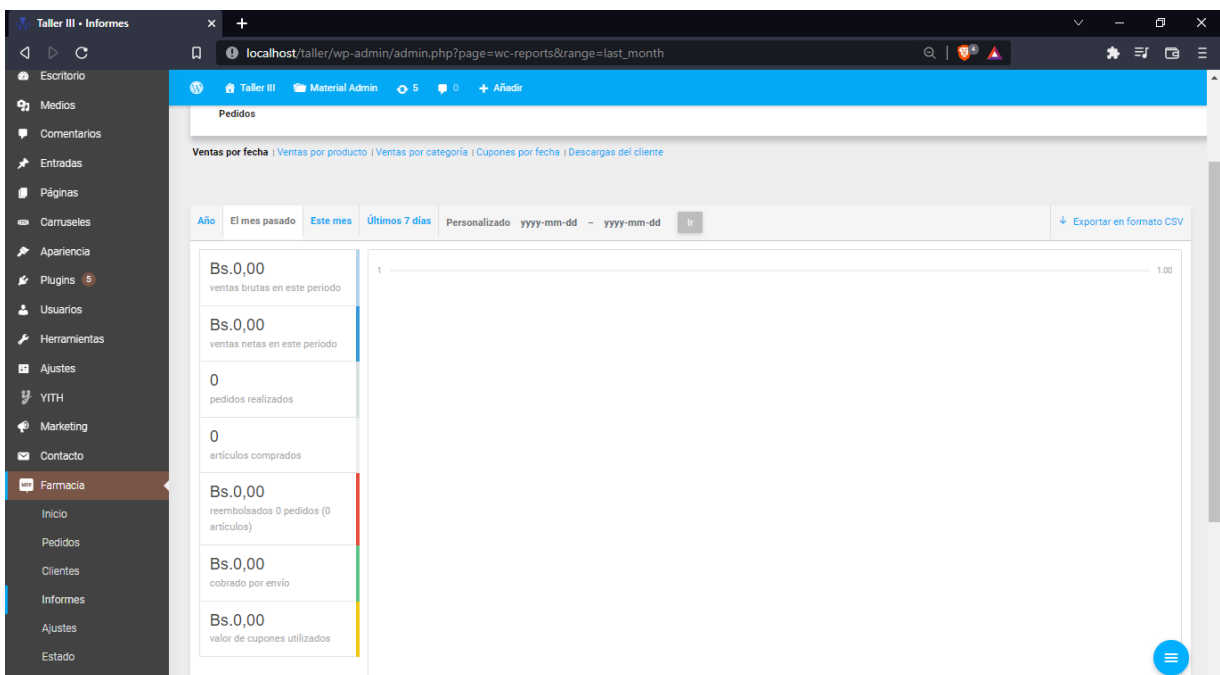 Taller III • Informes
localhost/taller/wp-admin/admin.php?page=wc-reports&range=last_month
4
Escritorio
Medios
Comentarios
Entradas
Páginas
Carruseles
Apariencia
Plugins 5
Usuarios
Herramientas
Ajustes
YITH
Marketing
Contacto
Farmacia
Inicio
Pedidos
Clientes
Informes
Ajustes
Estado
Taller III Material Admin 5 0 + Añadir
Pedidos
Ventas por fecha | Ventas por producto | Ventas por categoría | Cupones por fecha | Descargas del cliente
Año El mes pasado Este mes Últimos 7 días Personalizado yyyy-mm-dd – yyyy-mm-dd Ir Exportar en formato CSV
Bs.0,00
ventas brutas en este periodo
Bs.0,00
ventas netas en este periodo
0
pedidos realizados
0
artículos comprados
Bs.0,00
reembolsados 0 pedidos (0
artículos)
Bs.0,00
cobrado por envío
Bs.0,00
valor de cupones utilizados
1 1.00